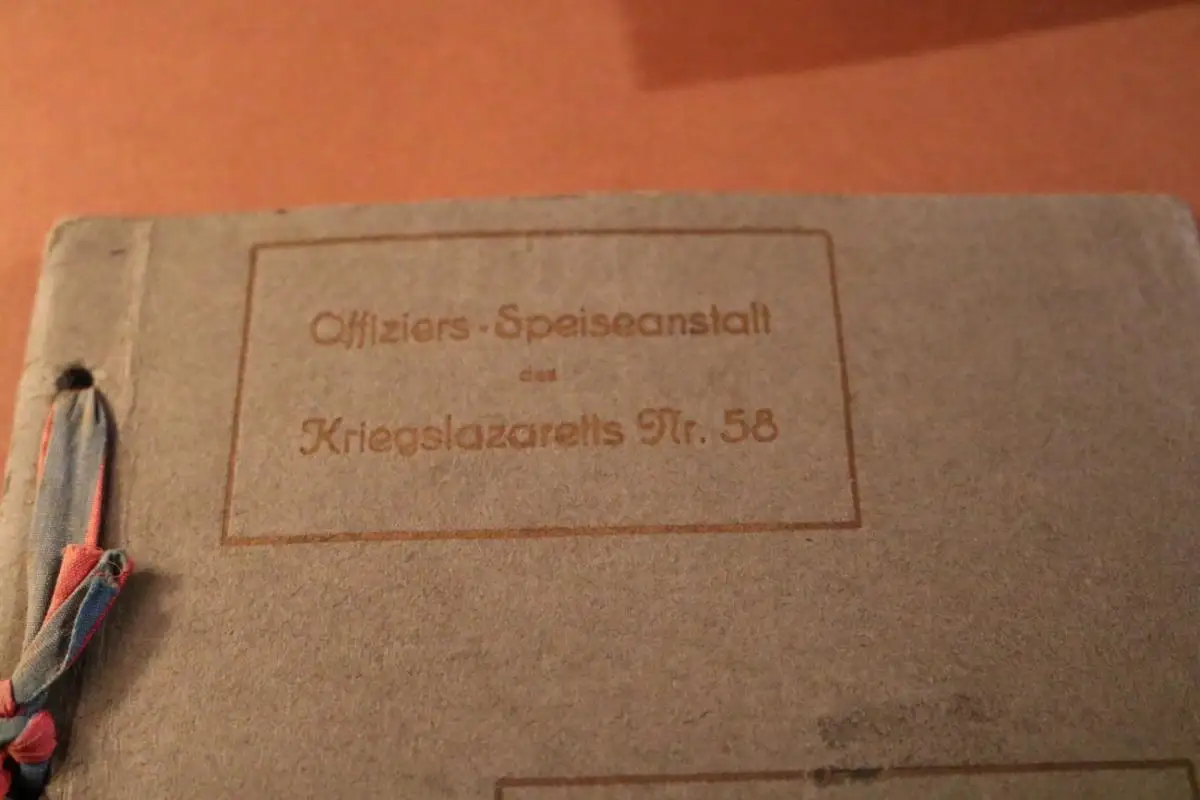 Offiziers-Speiseanstalt
des
Kriegslazaretts Nr. 58